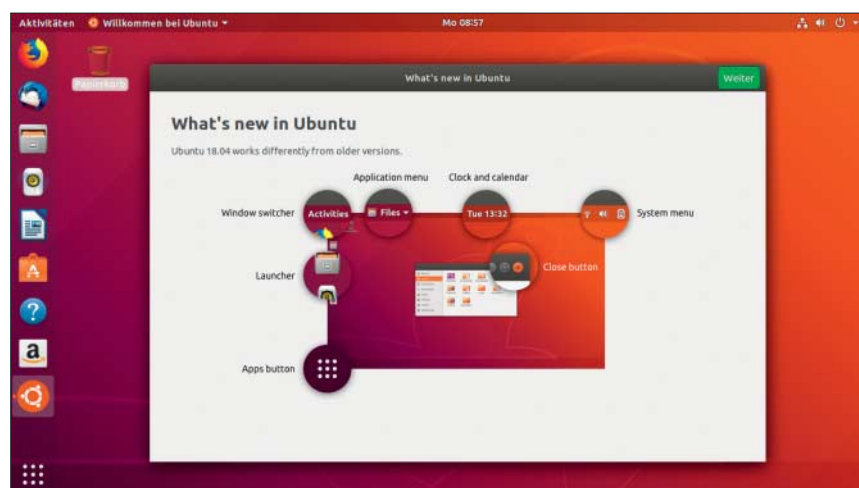 Aktivitäten Willkommen bei Ubuntu Mo 08:57
Papierkorb
What's new in Ubuntu Weiter
What's new in Ubuntu
Ubuntu 18.04 works differently from older versions.
Application menu Clock and calendar
Window switcher Activities Files Tue 13:32 System menu
Launcher Close button
Apps button
a